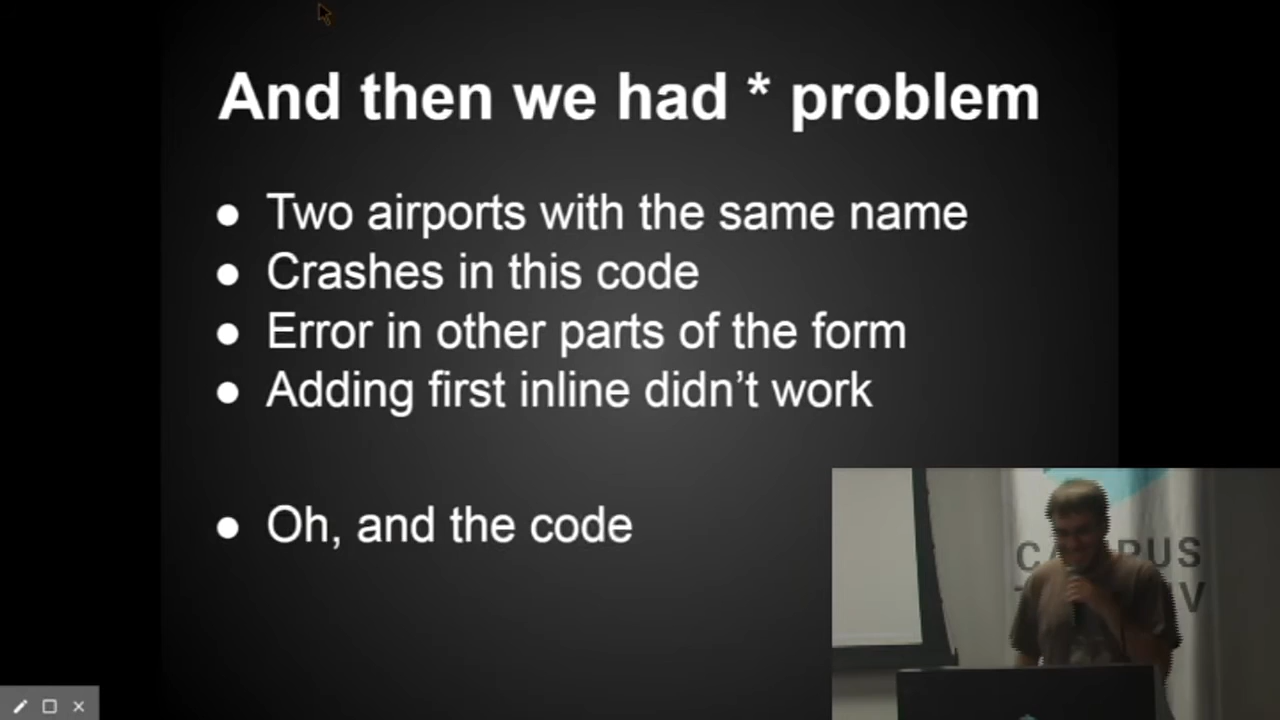 And then we had * problem
● Two airports with the same name
● Crashes in this code
● Error in other parts of the form
● Adding first inline didn’t work
● Oh, and the code